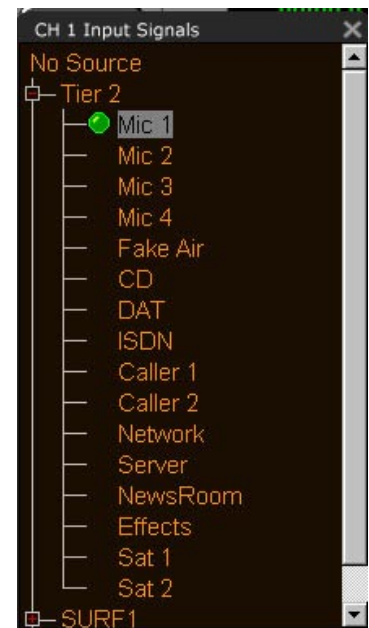 CH 1 Input Signals
No Source
Tier 2
Mic 1
Mic 2
Mic 3
Mic 4
Fake Air
CD
DAT
ISDN
Caller 1
Caller 2
Network
Server
NewsRoom
Effects
Sat 1
Sat 2
SURF1